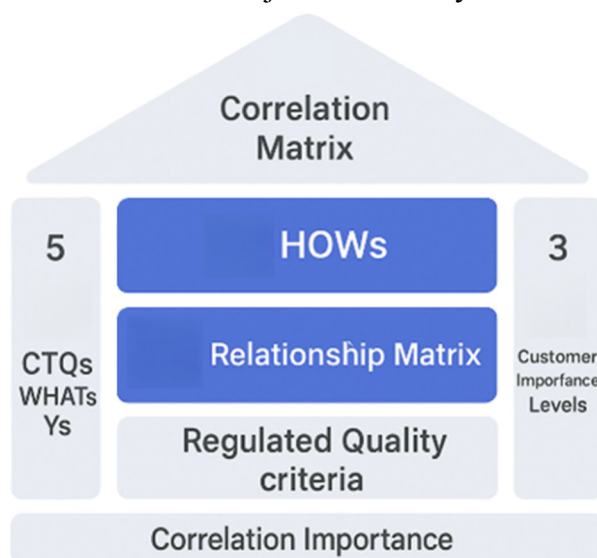 Correlation
Matrix
5
HOWs
3
CTQs
WHATs
Ys
Relationship Matrix
Customer
Imporfance
Levels
Regulated Quality
criteria
Correlation Importance